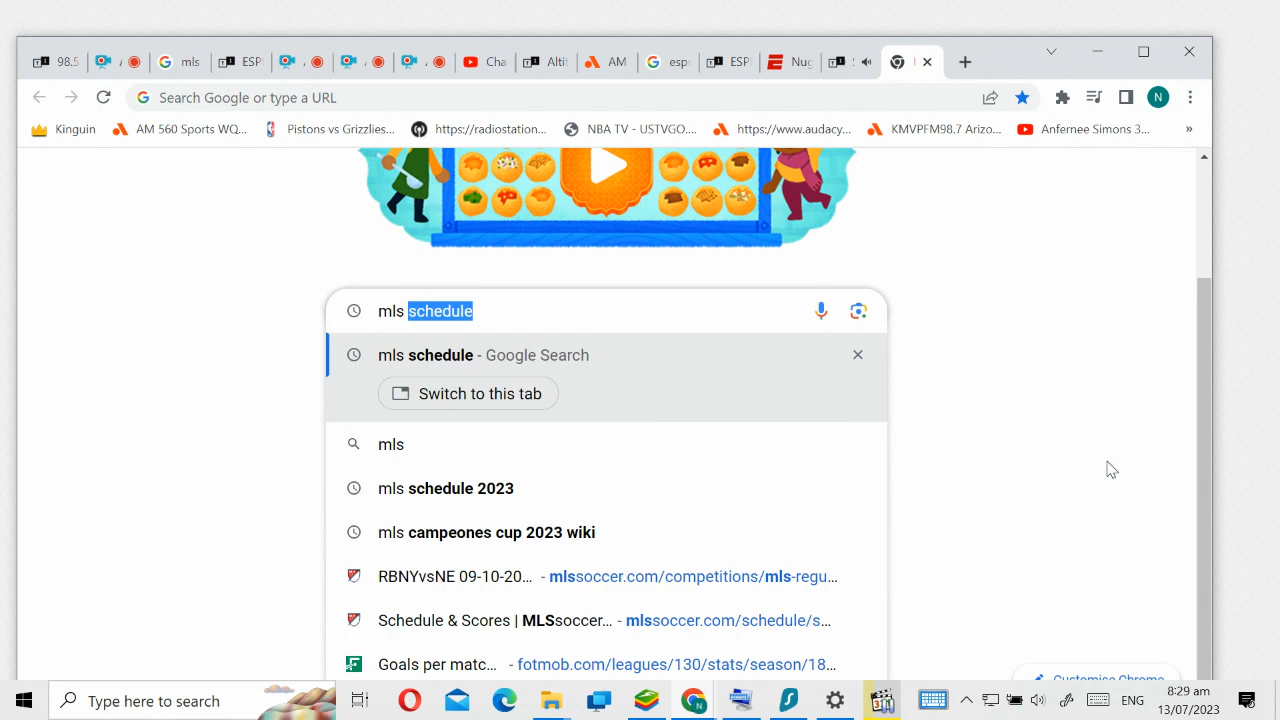 98
mls
ESP
Cha
Altit
AM
esp
ESP
Nug
Search Google or type a URL
N
Kinguin
AM 560 Sports WQ...
Pistons vs Grizzlies...
https://radiostation...
NBA TV - USTVGO....
https://www.audacy...
KMVPFM98.7 Arizo...
Anfernee Simons 3...
»
mls schedule
mls schedule - Google Search
Switch to this tab
mls
mls schedule 2023
mls campeones cup 2023 wiki
RBNYvsNE 09-10-20... - mlssoccer.com/competitions/mls-regu...
Schedule & Scores | MLSsoccer... - mlssoccer.com/schedule/s...
Goals per matc... - fotmob.com/leagues/130/stats/season/18...
Customise Chrome
Type here to search
ENG
8:29 am
13/07/2023